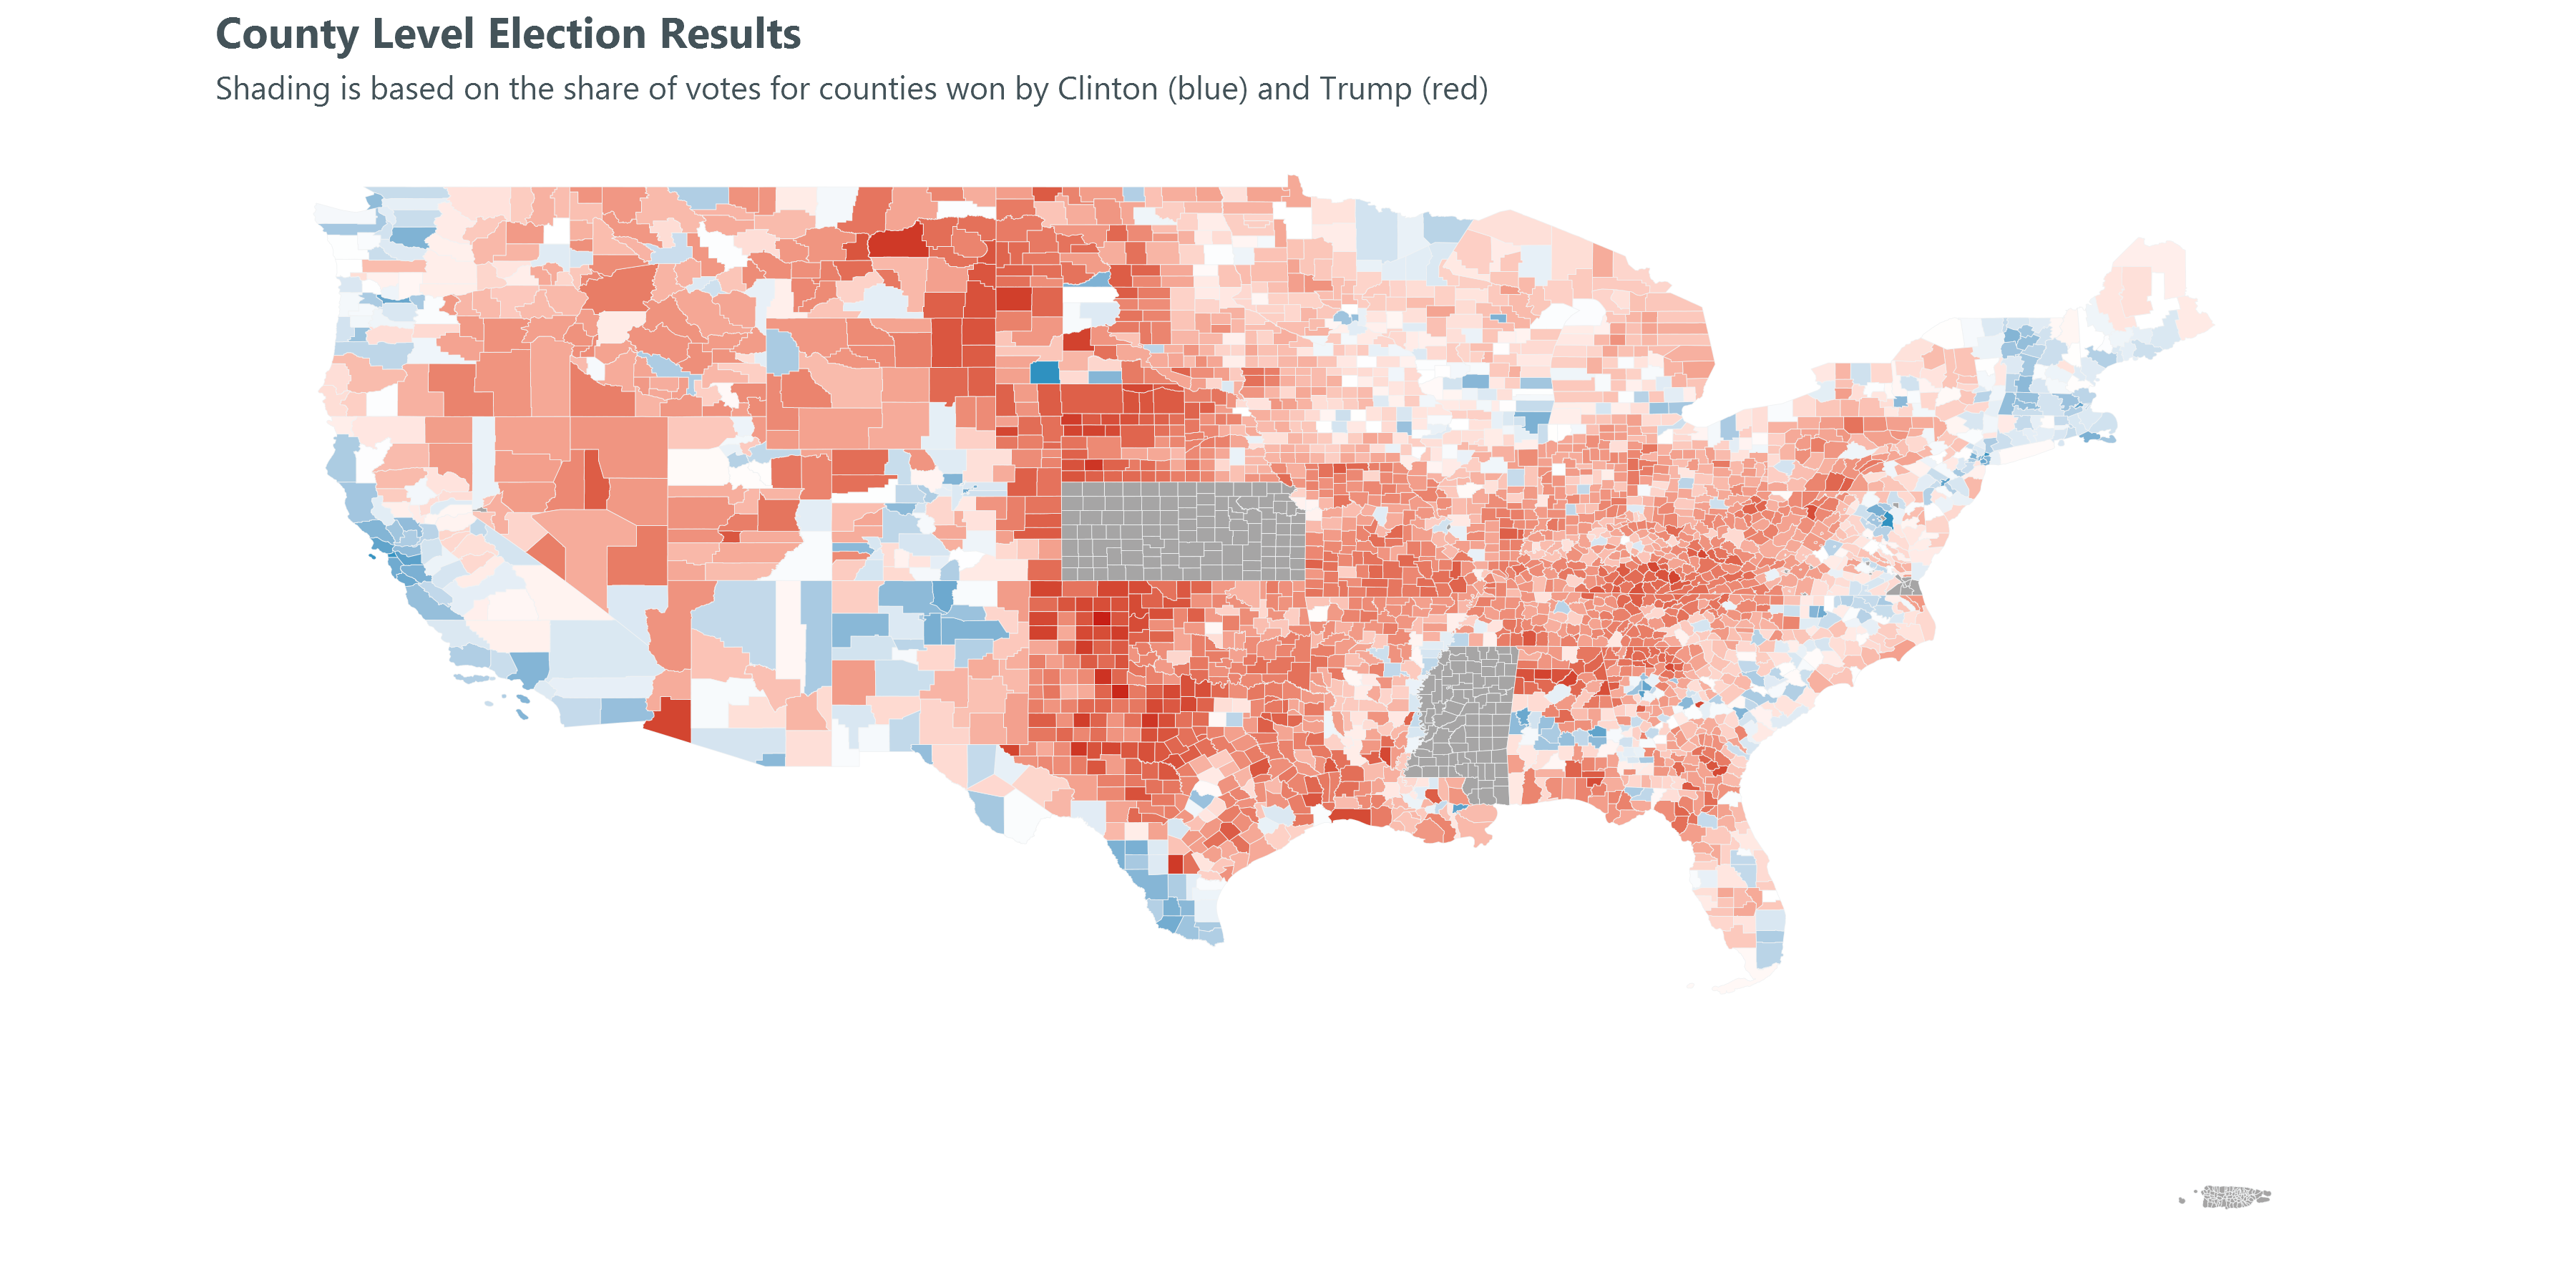 County Level Election Results
Shading is based on the share of votes for counties won by Clinton (blue) and Trump (red)